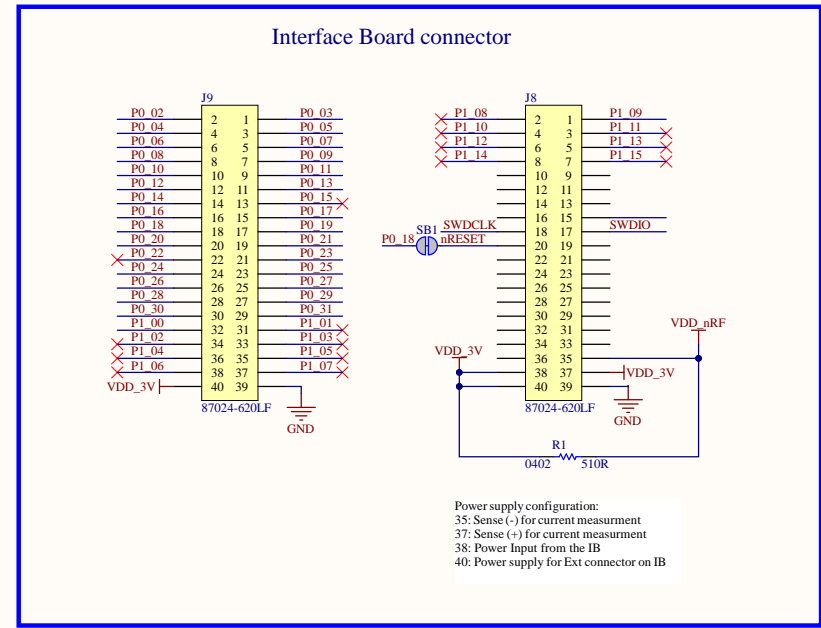 Interface Board connector
J9
P0_02 2 1 P0_03
P0_04 4 3 P0_05
P0_06 6 5 P0_07
P0_08 8 7 P0_09
P0_10 10 9 P0_11
P0_12 12 11 P0_13
P0_14 14 13 P0_15
P0_16 16 15 P0_17
P0_18 18 17 P0_19
P0_20 20 19 P0_21
P0_22 22 21 P0_23
P0_24 24 23 P0_25
P0_26 26 25 P0_27
P0_28 28 27 P0_29
P0_30 30 29 P0_31
P1_00 32 31 P1_01
P1_02 34 33 P1_03
P1_04 36 35 P1_05
P1_06 38 37 P1_07
VDD_3V 40 39
87024-620LF
GND
J8
P1_08 2 1 P1_09
P1_10 4 3 P1_11
P1_12 6 5 P1_13
P1_14 8 7 P1_15
10 9
12 11
14 13
16 15
SWDCLK 18 17 SWDIO
P0_18 SB1 nRESET 20 19
22 21
24 23
26 25
28 27
30 29
32 31
34 33
VDD_nRF
VDD_3V 36 35
38 37 VDD_3V
40 39
87024-620LF
GND
R1
0402 510R
Power supply configuration:
35: Sense (-) for current measurment
37: Sense (+) for current measurment
38: Power Input from the IB
40: Power supply for Ext connector on IB